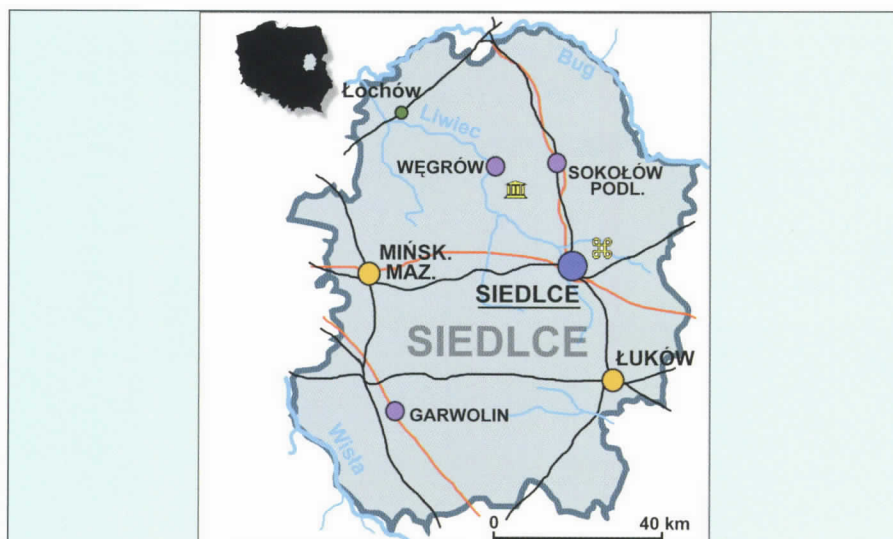 Łochów
Bug
Liwiec
WĘGRÓW
SOKOŁÓW
PODL.
MIŃSK.
MAZ.
SIEDLCE
SIEDLCE
ŁUKÓW
GARWOLIN
Wisła
0 40 km